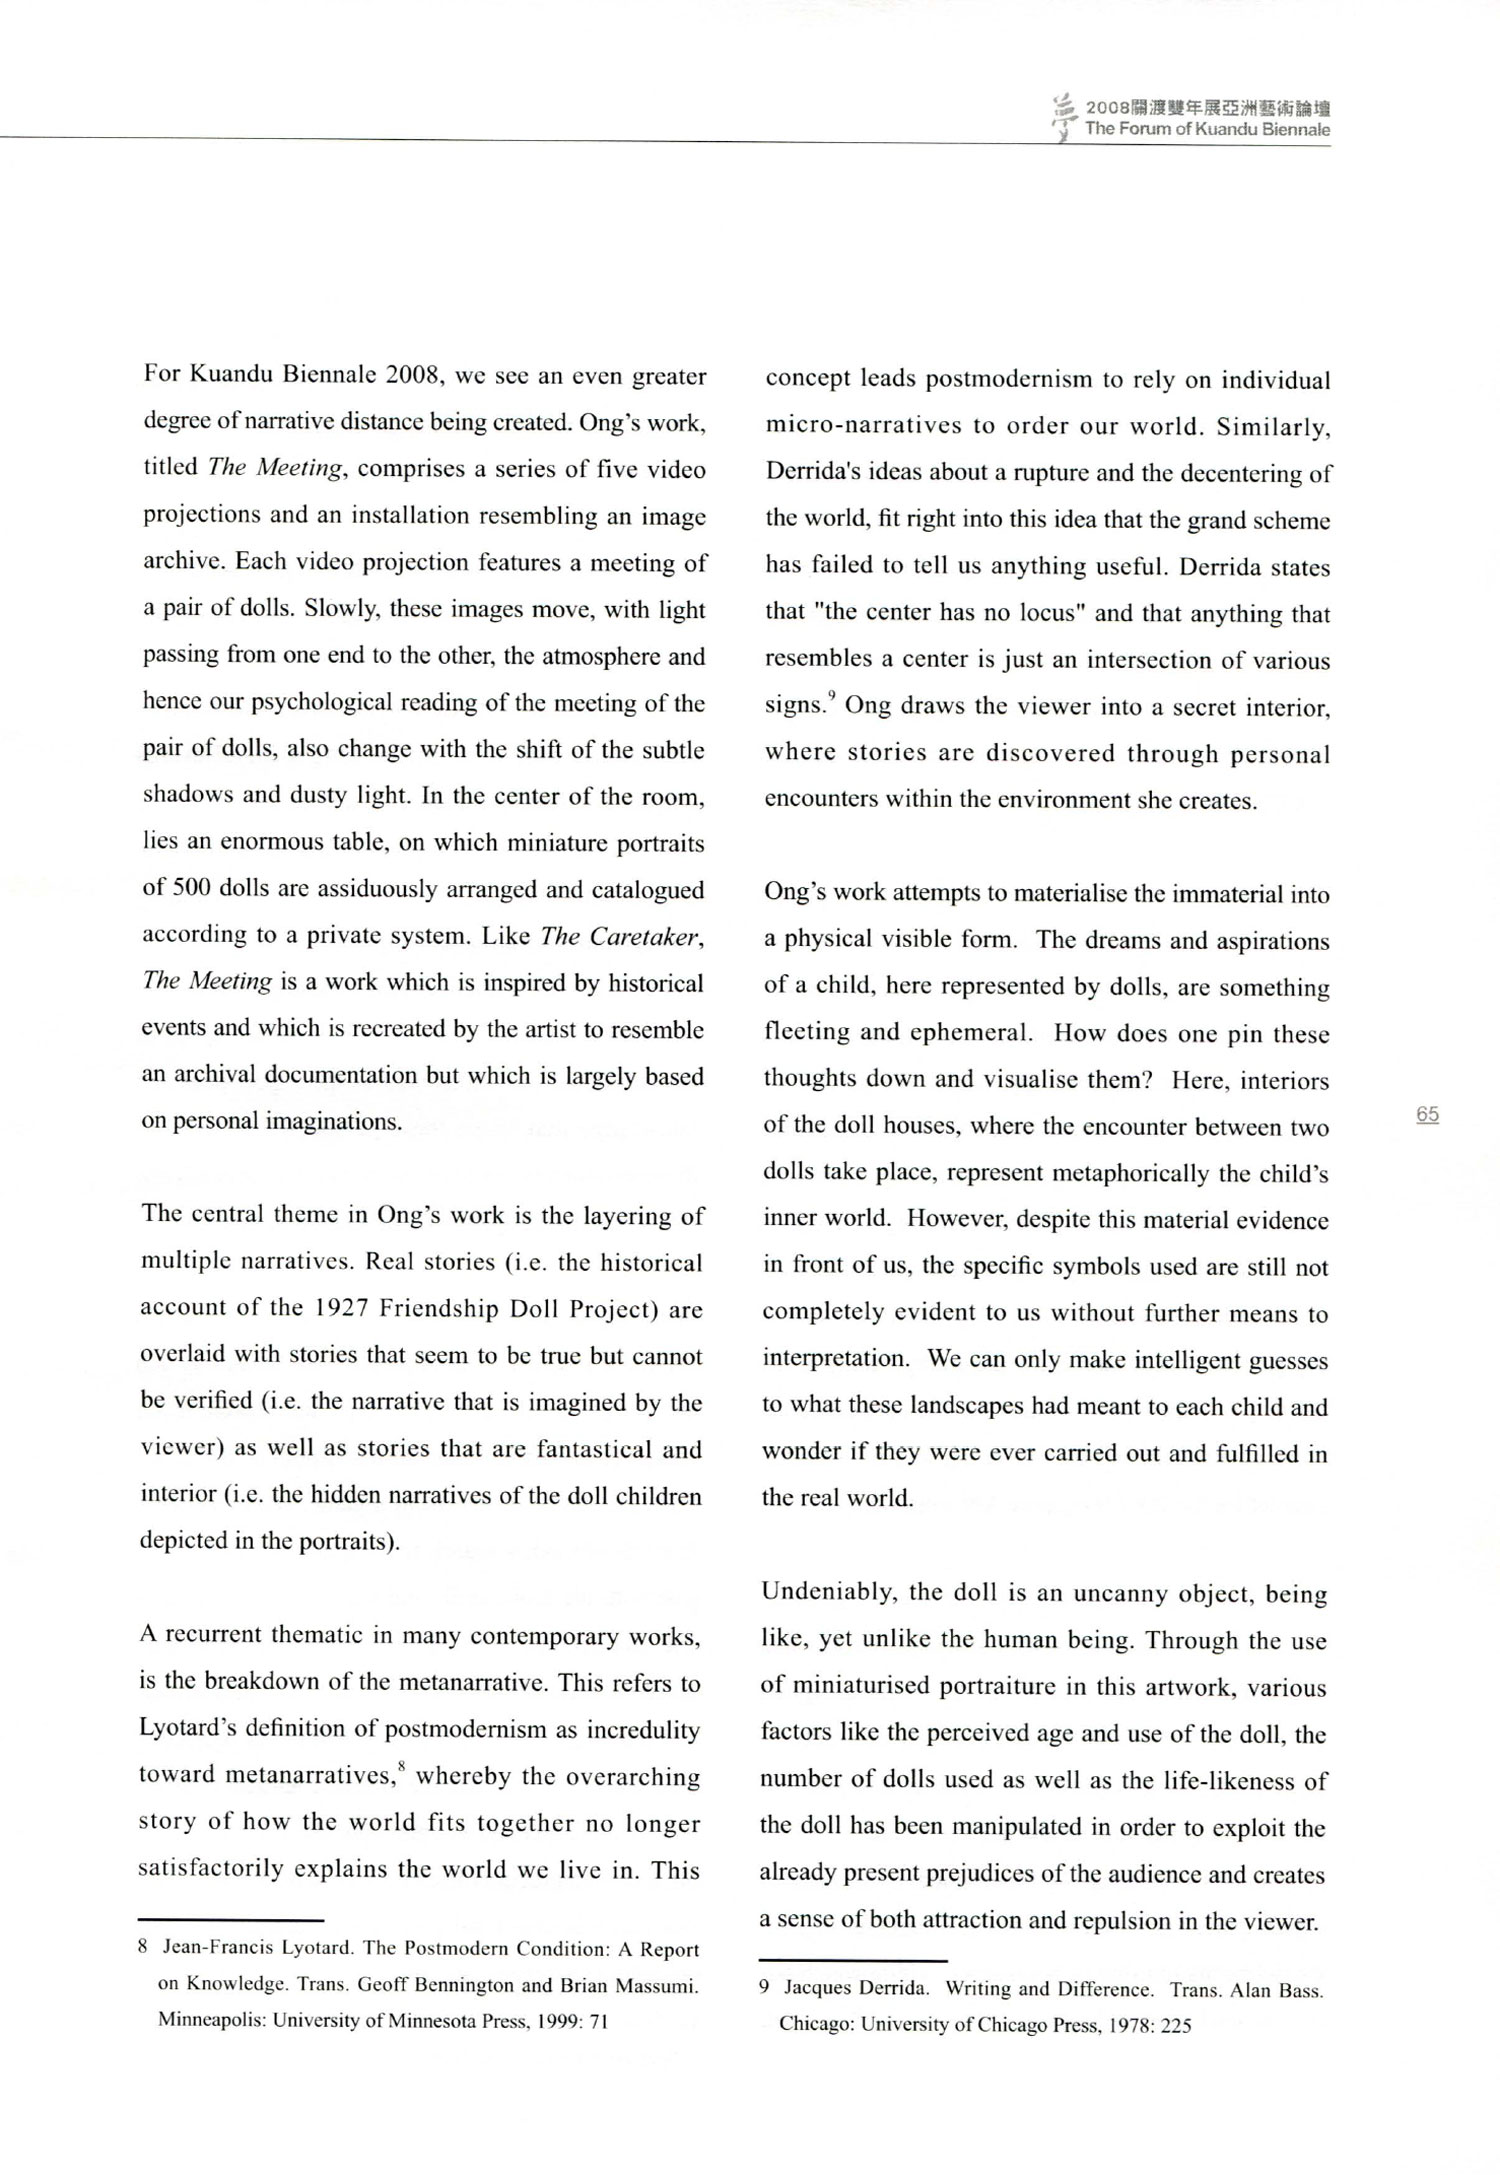 2008關渡雙年展亞洲藝術論壇
The Forum of Kuandu Biennale
For Kuandu Biennale 2008, we see an even greater
degree of narrative distance being created. Ong’s work,
titled The Meeting, comprises a series of five video
projections and an installation resembling an image
archive. Each video projection features a meeting of
a pair of dolls. Slowly, these images move, with light
passing from one end to the other, the atmosphere and
hence our psychological reading of the meeting of the
pair of dolls, also change with the shift of the subtle
shadows and dusty light. In the center of the room,
lies an enormous table, on which miniature portraits
of 500 dolls are assiduously arranged and catalogued
according to a private system. Like The Caretaker,
The Meeting is a work which is inspired by historical
events and which is recreated by the artist to resemble
an archival documentation but which is largely based
on personal imaginations.
The central theme in Ong’s work is the layering of
multiple narratives. Real stories (i.e. the historical
account of the 1927 Friendship Doll Project) are
overlaid with stories that seem to be true but cannot
be verified (i.e. the narrative that is imagined by the
viewer) as well as stories that are fantastical and
interior (i.e. the hidden narratives of the doll children
depicted in the portraits).
A recurrent thematic in many contemporary works,
is the breakdown of the metanarrative. This refers to
Lyotard’s definition of postmodernism as incredulity
toward metanarratives,8 whereby the overarching
story of how the world fits together no longer
satisfactorily explains the world we live in. This
8 Jean-Francis Lyotard. The Postmodern Condition: A Report
on Knowledge. Trans. Geoff Bennington and Brian Massumi.
Minneapolis: University of Minnesota Press, 1999: 71
concept leads postmodernism to rely on individual
micro-narratives to order our world. Similarly,
Derrida's ideas about a rupture and the decentering of
the world, fit right into this idea that the grand scheme
has failed to tell us anything useful. Derrida states
that "the center has no locus" and that anything that
resembles a center is just an intersection of various
signs.9 Ong draws the viewer into a secret interior,
where stories are discovered through personal
encounters within the environment she creates.
Ong’s work attempts to materialise the immaterial into
a physical visible form. The dreams and aspirations
of a child, here represented by dolls, are something
fleeting and ephemeral. How does one pin these
thoughts down and visualise them? Here, interiors
of the doll houses, where the encounter between two
dolls take place, represent metaphorically the child’s
inner world. However, despite this material evidence
in front of us, the specific symbols used are still not
completely evident to us without further means to
interpretation. We can only make intelligent guesses
to what these landscapes had meant to each child and
wonder if they were ever carried out and fulfilled in
the real world.
Undeniably, the doll is an uncanny object, being
like, yet unlike the human being. Through the use
of miniaturised portraiture in this artwork, various
factors like the perceived age and use of the doll, the
number of dolls used as well as the life-likeness of
the doll has been manipulated in order to exploit the
already present prejudices of the audience and creates
a sense of both attraction and repulsion in the viewer.
9 Jacques Derrida. Writing and Difference. Trans. Alan Bass.
Chicago: University of Chicago Press, 1978: 225
65